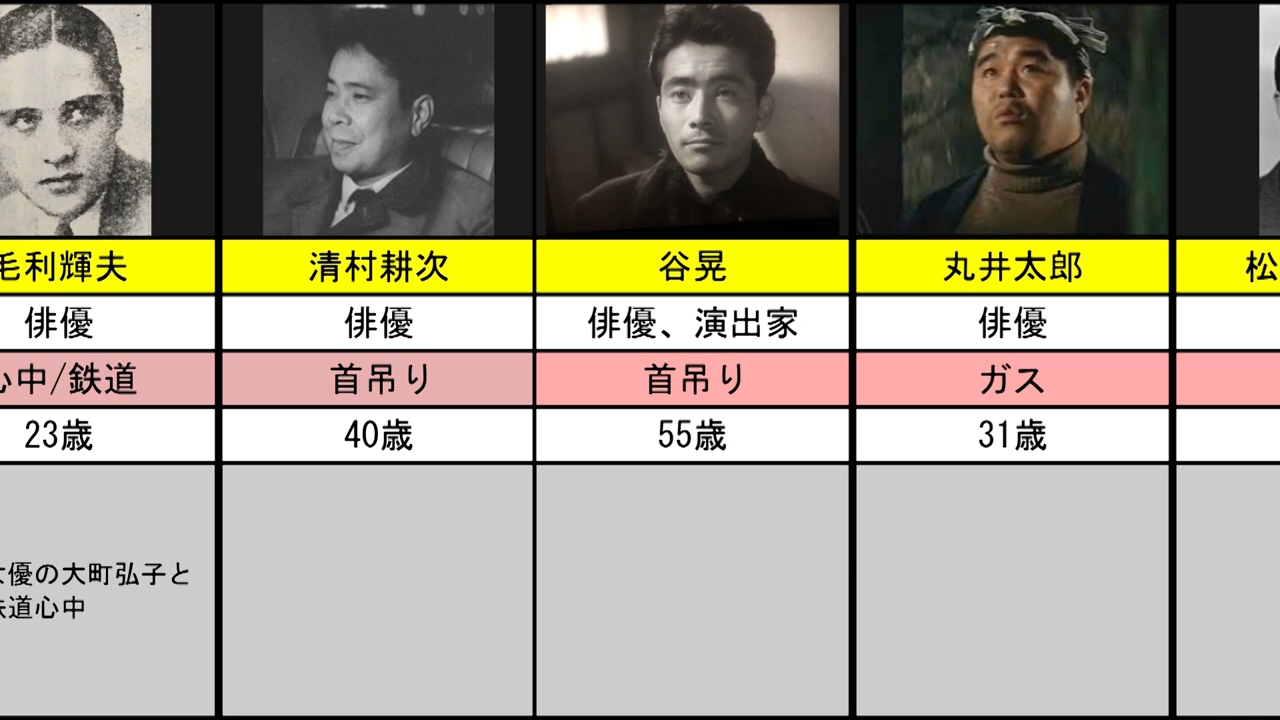 毛利輝夫
清村耕次
谷晃
丸井太郎
松
俳優
俳優
俳優、演出家
俳優
心中/鉄道
首吊り
首吊り
ガス
23歳
40歳
55歳
31歳
女優の大町弘子と
鉄道心中